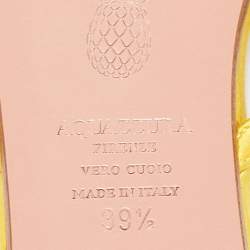 AQUAZZURA
FIRENZE
VERO CUOIO
MADE IN ITALY
39½